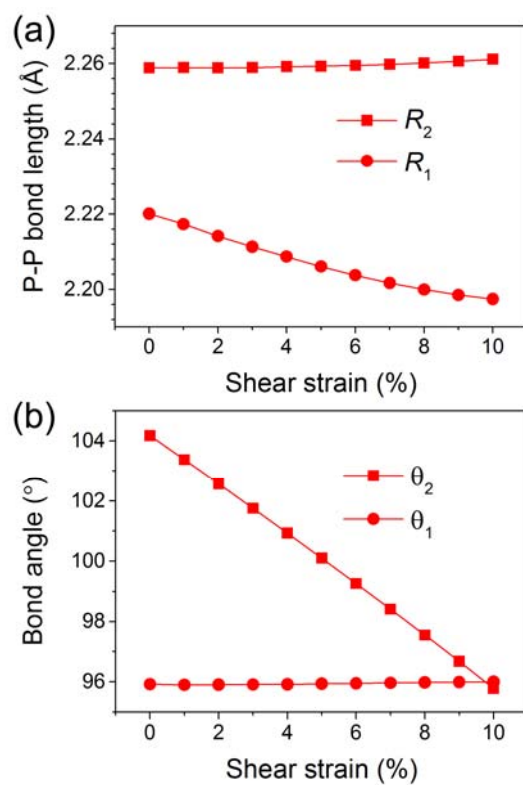 (a)
2.26
2.24
2.22
2.20
P-P bond length (Å)
R₂
R₁
0 2 4 6 8 10
Shear strain (%)
(b)
104
102
100
98
96
Bond angle (°)
θ₂
θ₁
0 2 4 6 8 10
Shear strain (%)